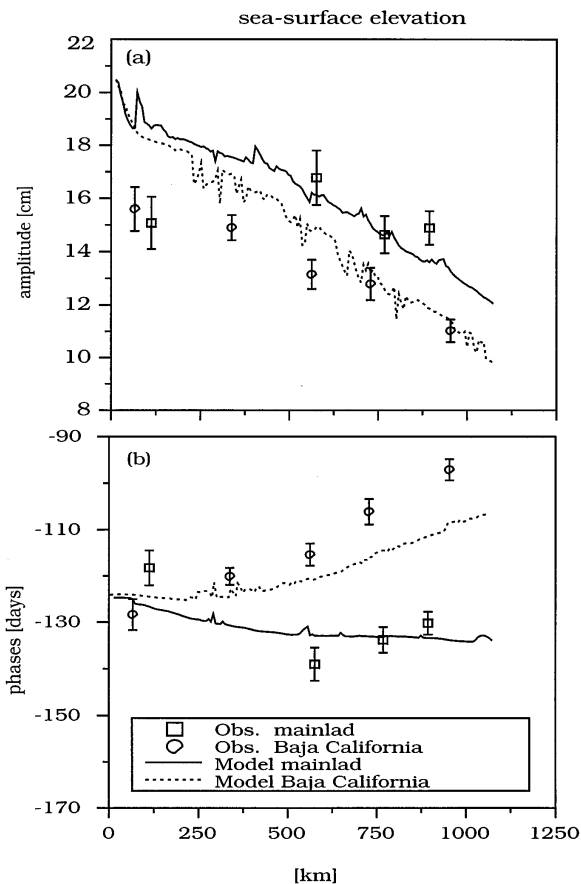 sea-surface elevation
22
(a)
20
18
16
14
12
10
8
amplitude [cm]
-90
(b)
-110
-130
-150
-170
phases [days]
Obs. mainlad
Obs. Baja California
Model mainlad
Model Baja California
0 250 500 750 1000 1250
[km]